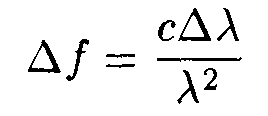 Δf = cΔλ / λ²